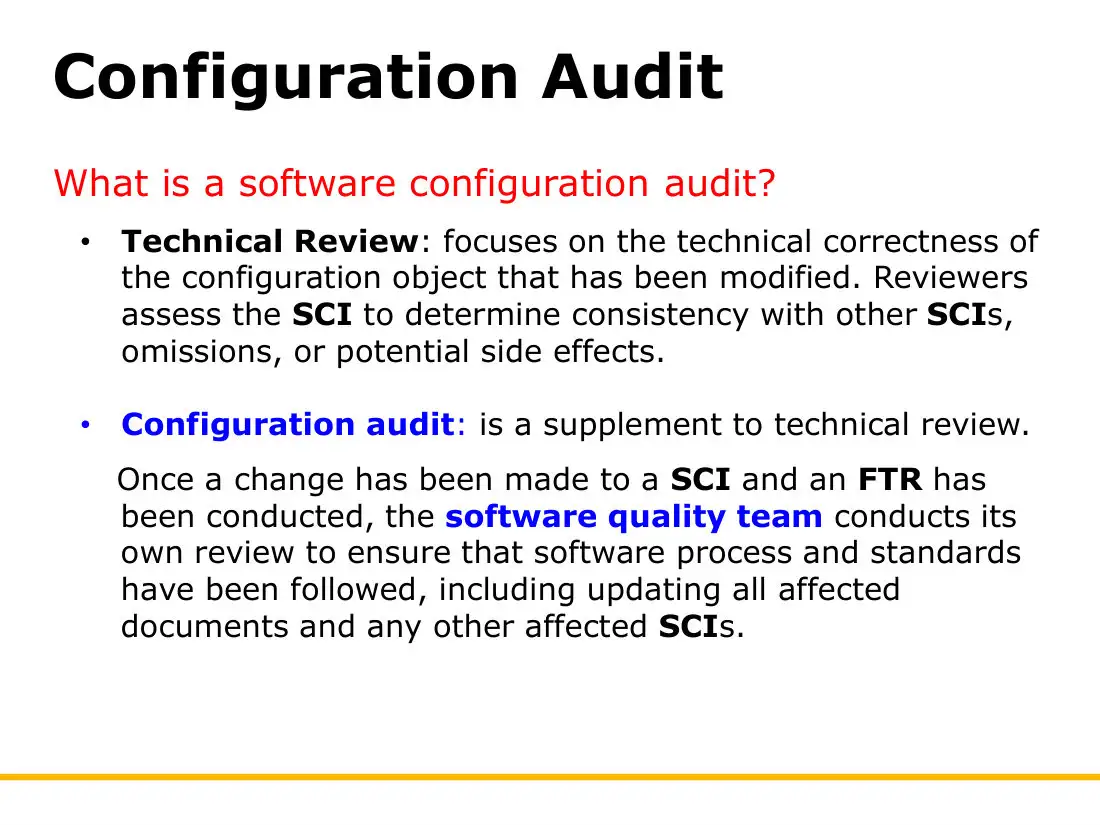 Configuration Audit
What is a software configuration audit?
• Technical Review: focuses on the technical correctness of
the configuration object that has been modified. Reviewers
assess the SCI to determine consistency with other SCIs,
omissions, or potential side effects.
• Configuration audit: is a supplement to technical review.
Once a change has been made to a SCI and an FTR has
been conducted, the software quality team conducts its
own review to ensure that software process and standards
have been followed, including updating all affected
documents and any other affected SCIs.